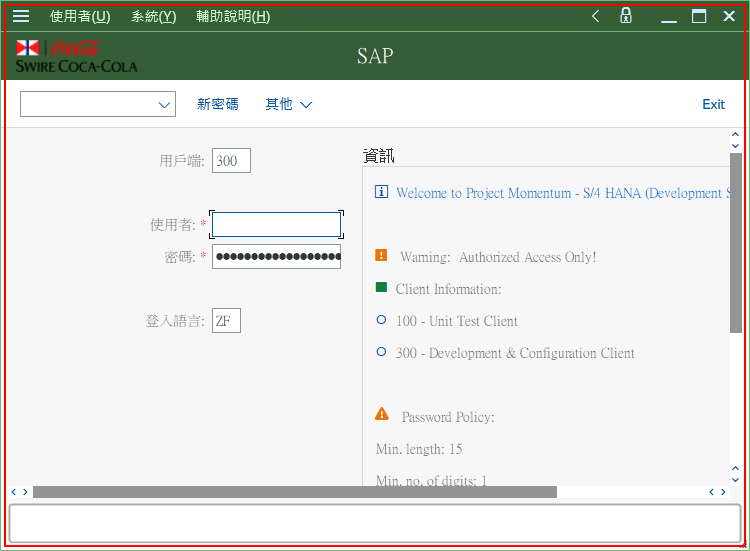 使用者(U) 系統(Y) 輔助說明(H)
Coca-Cola
SWIRE COCA-COLA
SAP
新密碼 其他 Exit
用戶端: 300
資訊
Welcome to Project Momentum - S/4 HANA (Development S
使用者: *
密碼: * ●●●●●●●●●●●●●●●●●●
Warning: Authorized Access Only!
Client Information:
登入語言: ZF
100 - Unit Test Client
300 - Development & Configuration Client
Password Policy:
Min. length: 15
Min. no. of digits: 1